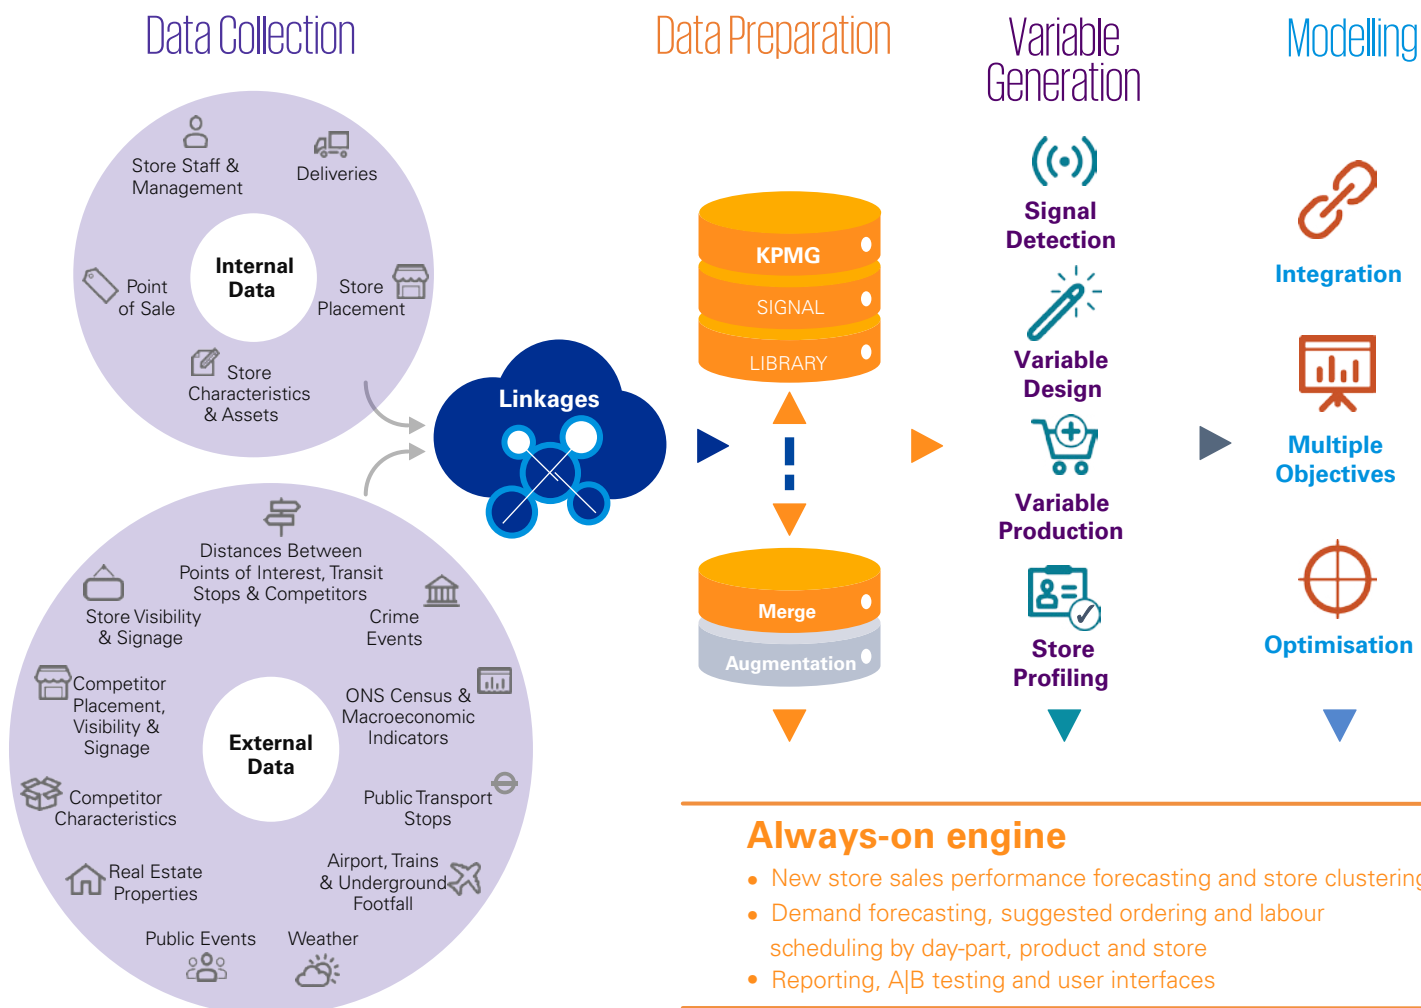 Data Collection
Data Preparation
Variable
Generation
Modelling
Store Staff &
Management
Deliveries
Internal
Data
Point
of Sale
Store
Placement
Store
Characteristics
& Assets
Linkages
Distances Between
Points of Interest, Transit
Stops & Competitors
Store Visibility
& Signage
Crime
Events
Competitor
Placement,
Visibility &
Signage
ONS Census &
Macroeconomic
Indicators
External
Data
Competitor
Characteristics
Public Transport
Stops
Real Estate
Properties
Airport, Trains
& Underground
Footfall
Public Events
Weather
KPMG
SIGNAL
LIBRARY
Merge
Augmentation
Signal
Detection
Variable
Design
Variable
Production
Store
Profiling
Integration
Multiple
Objectives
Optimisation
Always-on engine
• New store sales performance forecasting and store clustering
• Demand forecasting, suggested ordering and labour
scheduling by day-part, product and store
• Reporting, A|B testing and user interfaces